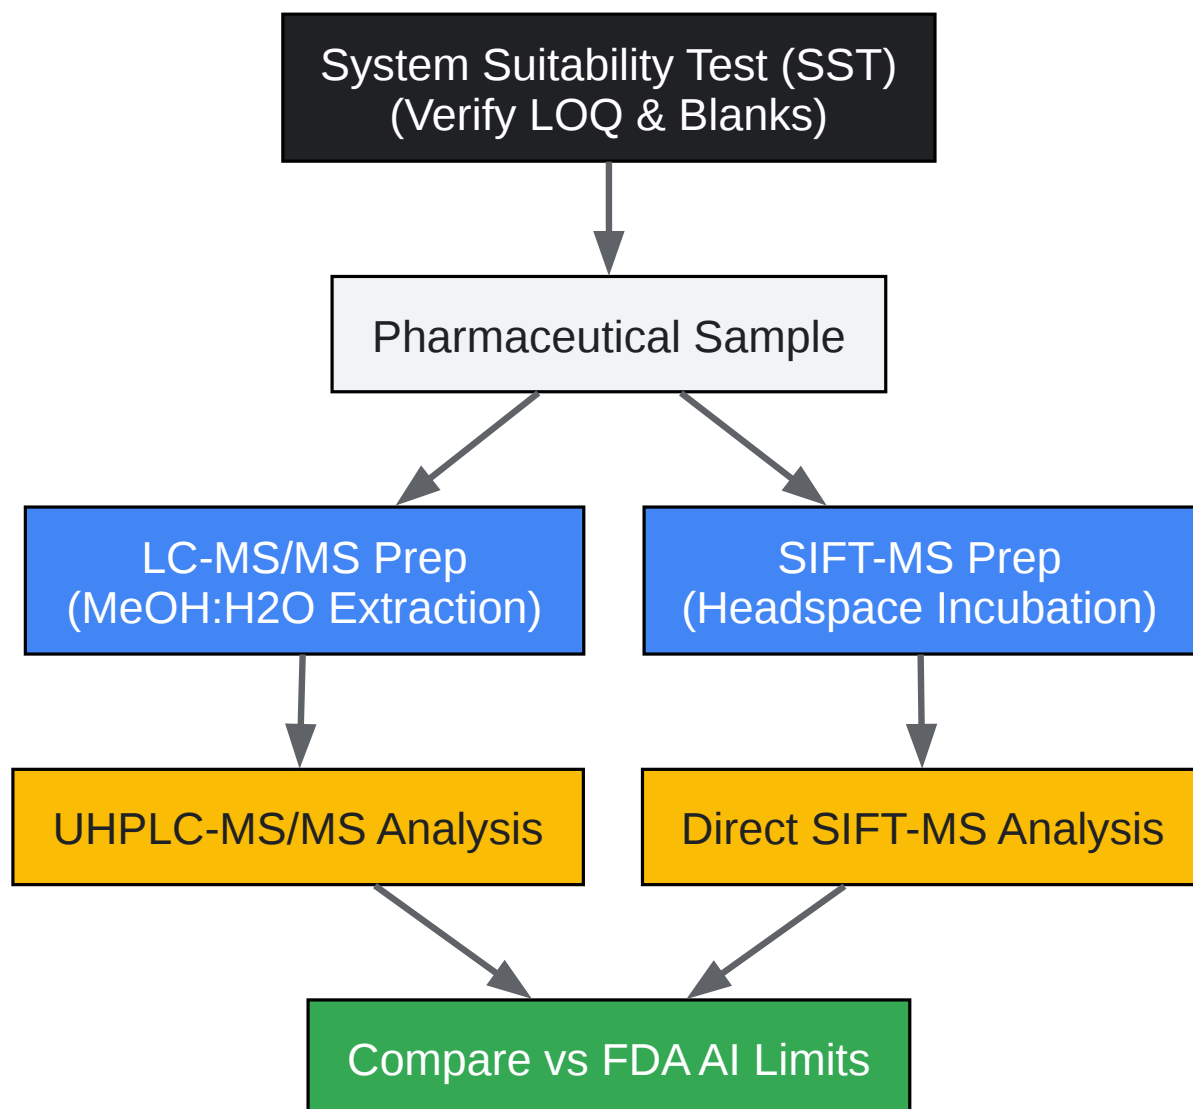 System Suitability Test (SST)
(Verify LOQ & Blanks)
Pharmaceutical Sample
LC-MS/MS Prep
(MeOH:H2O Extraction)
SIFT-MS Prep
(Headspace Incubation)
UHPLC-MS/MS Analysis
Direct SIFT-MS Analysis
Compare vs FDA AI Limits